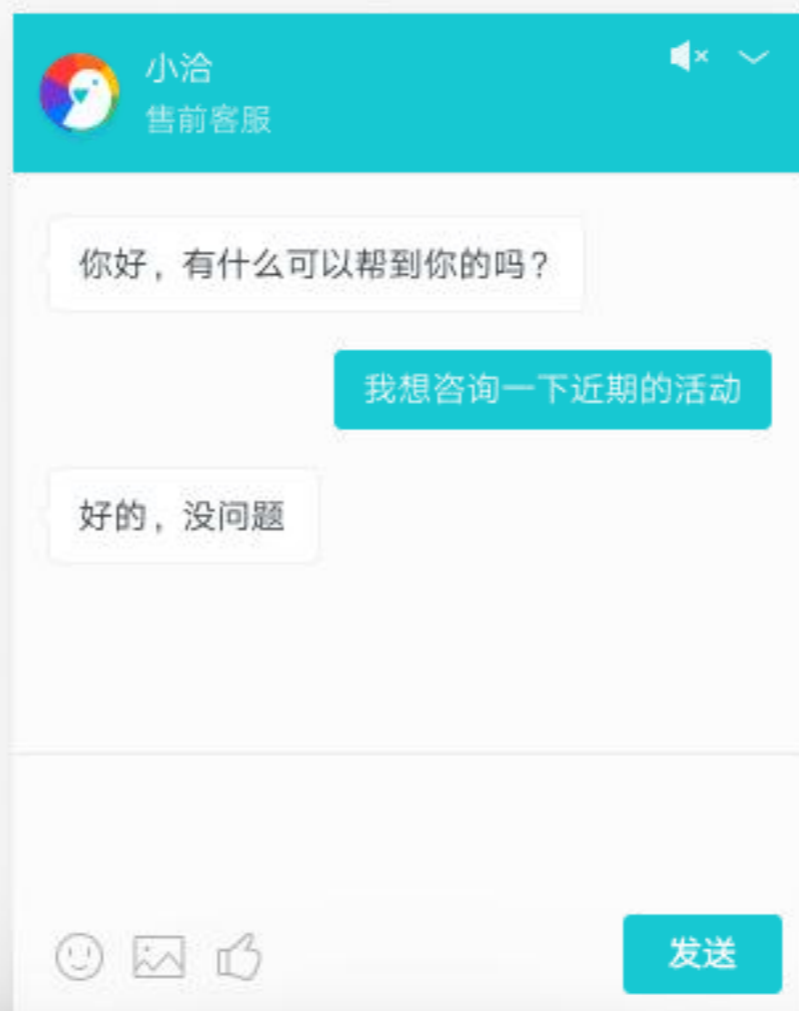 小洽
售前客服
你好，有什么可以帮到你的吗？
我想咨询一下近期的活动
好的，没问题
发送